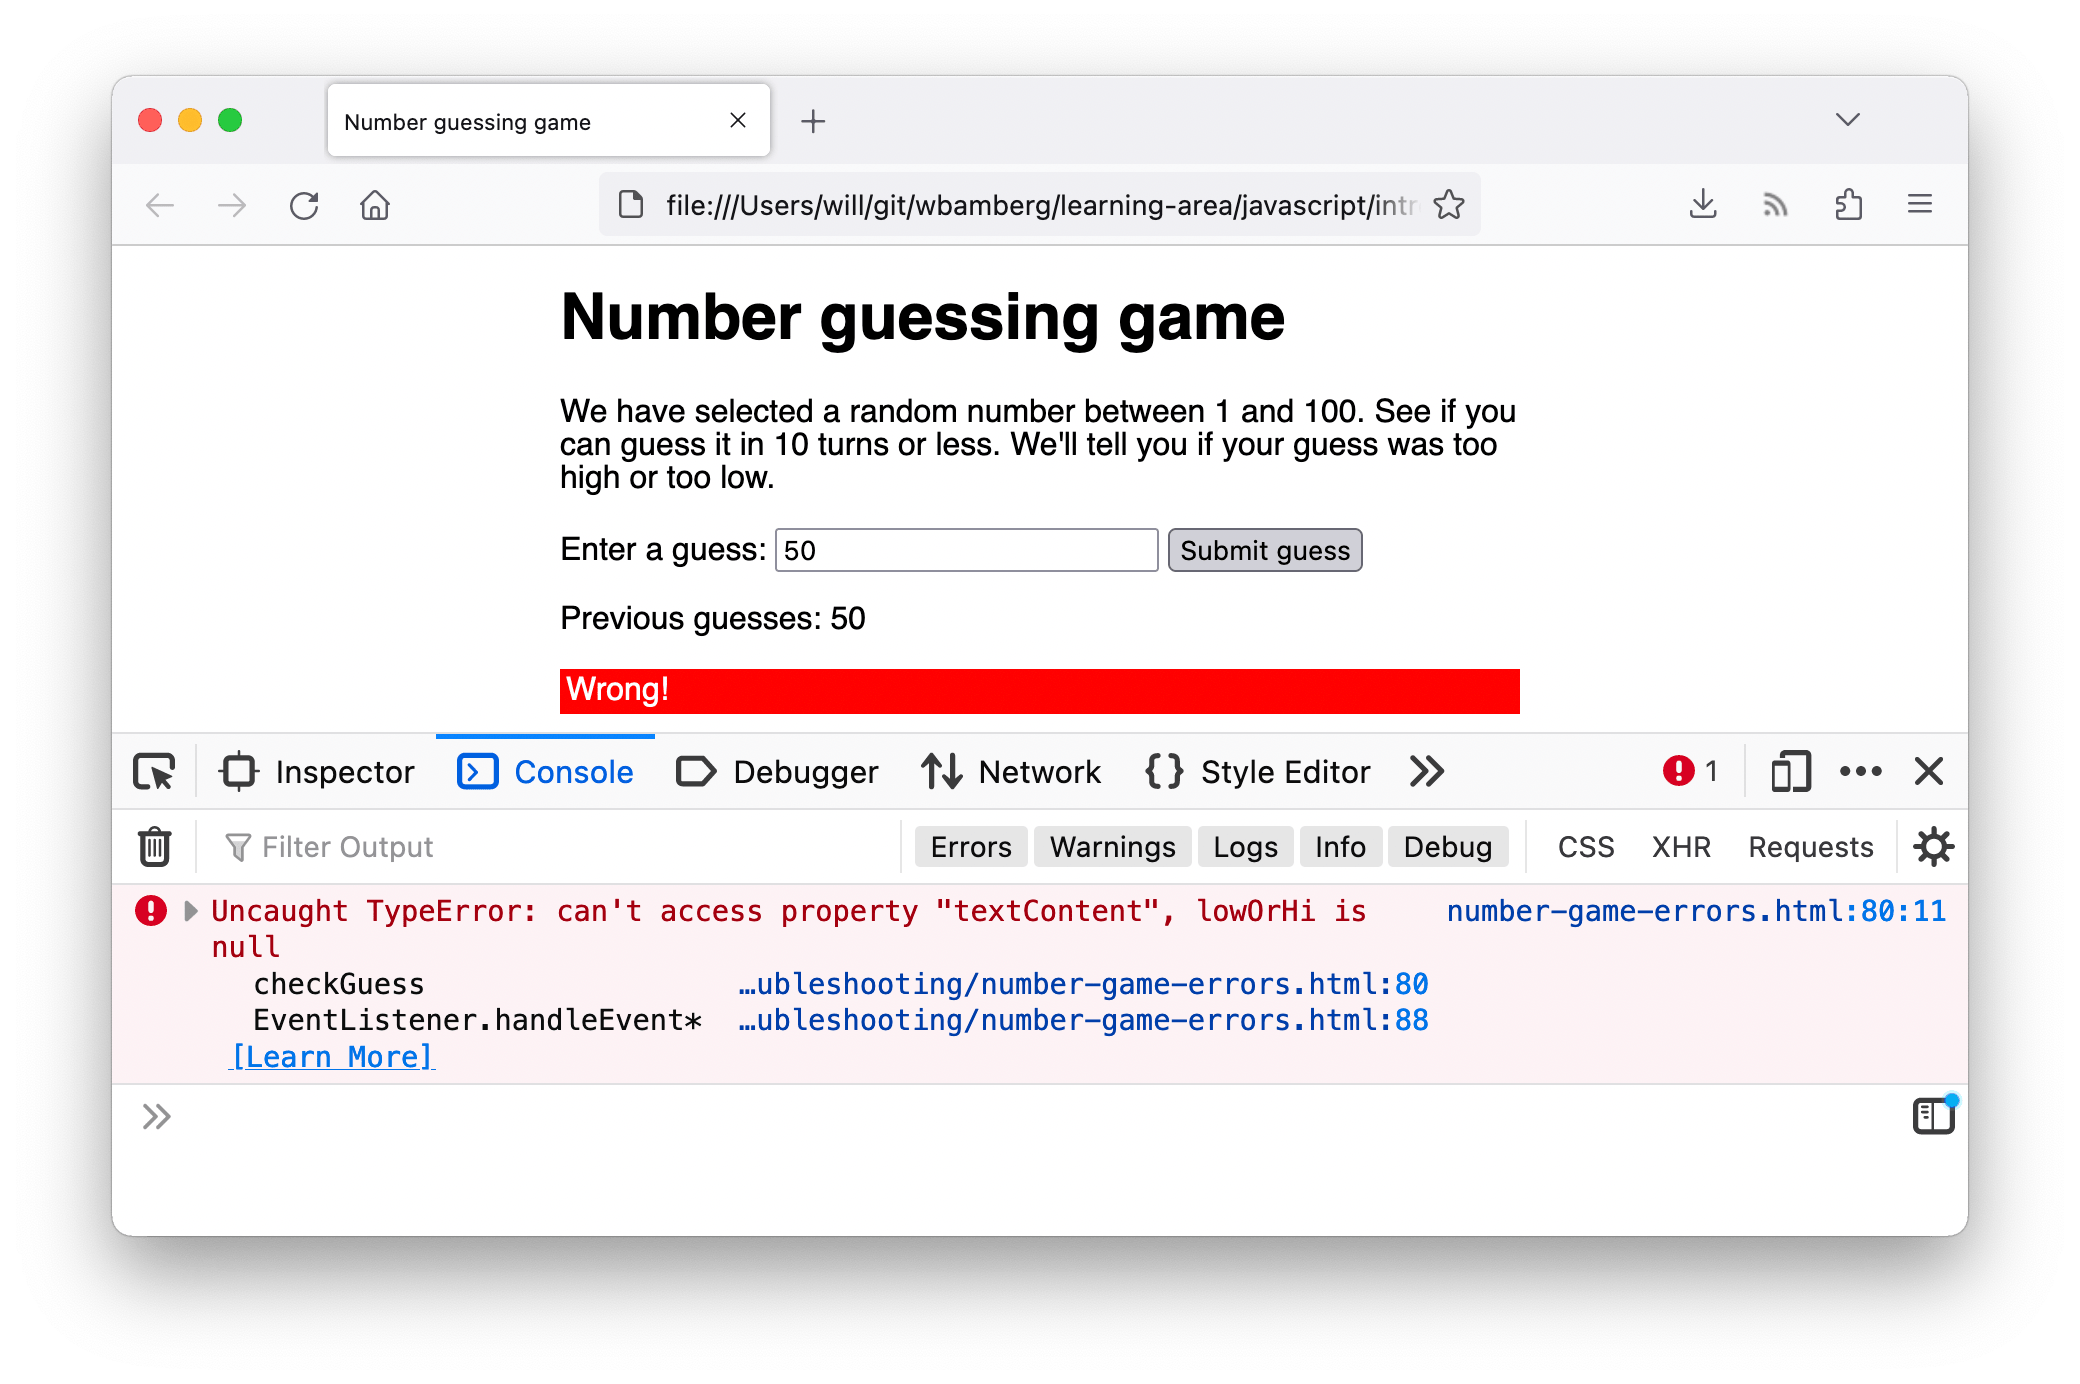 Number guessing game
file:///Users/will/git/wbamberg/learning-area/javascript/intr
Number guessing game
We have selected a random number between 1 and 100. See if you
can guess it in 10 turns or less. We'll tell you if your guess was too
high or too low.
Enter a guess: 50 Submit guess
Previous guesses: 50
Wrong!
Inspector Console Debugger Network Style Editor 1
Filter Output Errors Warnings Logs Info Debug CSS XHR Requests
Uncaught TypeError: can't access property "textContent", lowOrHi is number-game-errors.html:80:11
null
checkGuess …ubleshooting/number-game-errors.html:80
EventListener.handleEvent* …ubleshooting/number-game-errors.html:88
[Learn More]